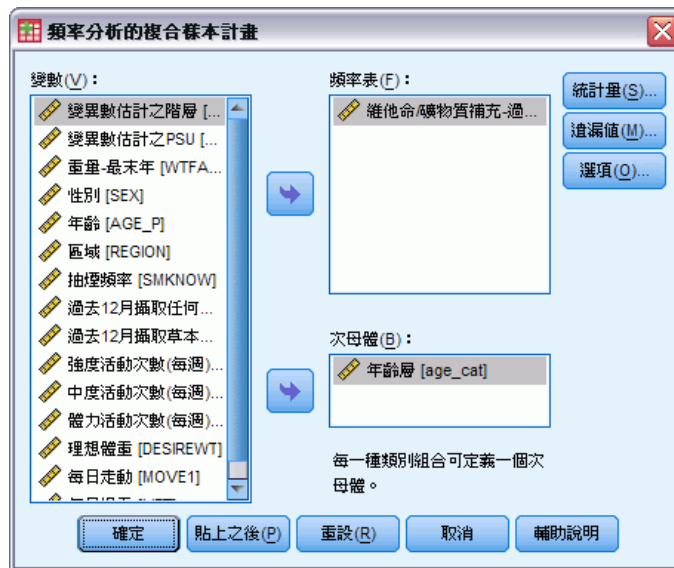 頻率分析的複合樣本計畫
變數(V)：
變異數估計之階層 [...
變異數估計之PSU [...
重量-最末年 [WTFA...
性別 [SEX]
年齡 [AGE_P]
區域 [REGION]
抽煙頻率 [SMKNOW]
過去12月攝取任何...
過去12月攝取草本...
強度活動次數(每週)...
中度活動次數(每週)...
體力活動次數(每週)...
理想體重 [DESIREWT]
每日走動 [MOVE1]
頻率表(F)：
維他命/礦物質補充-過...
次母體(B)：
年齡層 [age_cat]
每一種類別組合可定義一個次
母體。
統計量(S)...
遺漏值(M)...
選項(O)...
確定
貼上之後(P)
重設(R)
取消
輔助說明